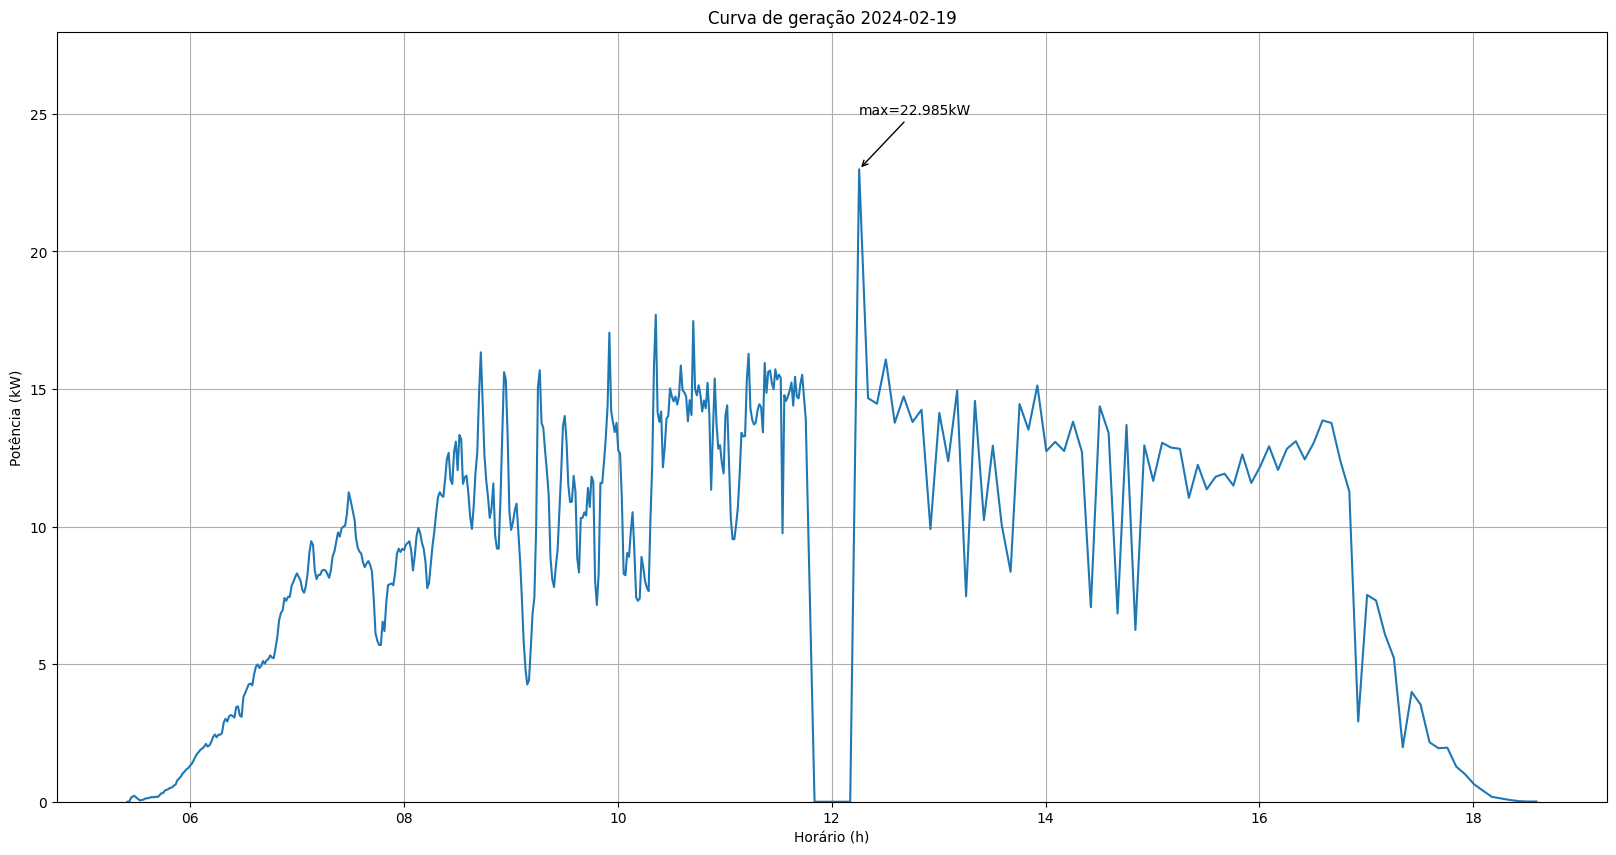 Curva de geração 2024-02-19
max=22.985kW
Potência (kW)
25
20
15
10
5
0
06 08 10 12 14 16 18
Horário (h)